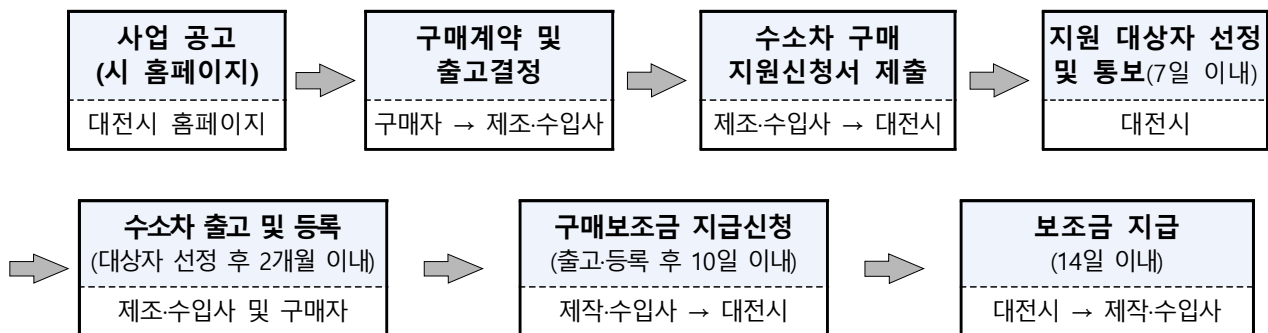 사업 공고
(시 홈페이지)
대전시 홈페이지
구매계약 및
출고결정
구매자 → 제조·수입사
수소차 구매
지원신청서 제출
제조·수입사 → 대전시
지원 대상자 선정
및 통보(7일 이내)
대전시
수소차 출고 및 등록
(대상자 선정 후 2개월 이내)
제조·수입사 및 구매자
구매보조금 지급신청
(출고·등록 후 10일 이내)
제작·수입사 → 대전시
보조금 지급
(14일 이내)
대전시 → 제작·수입사